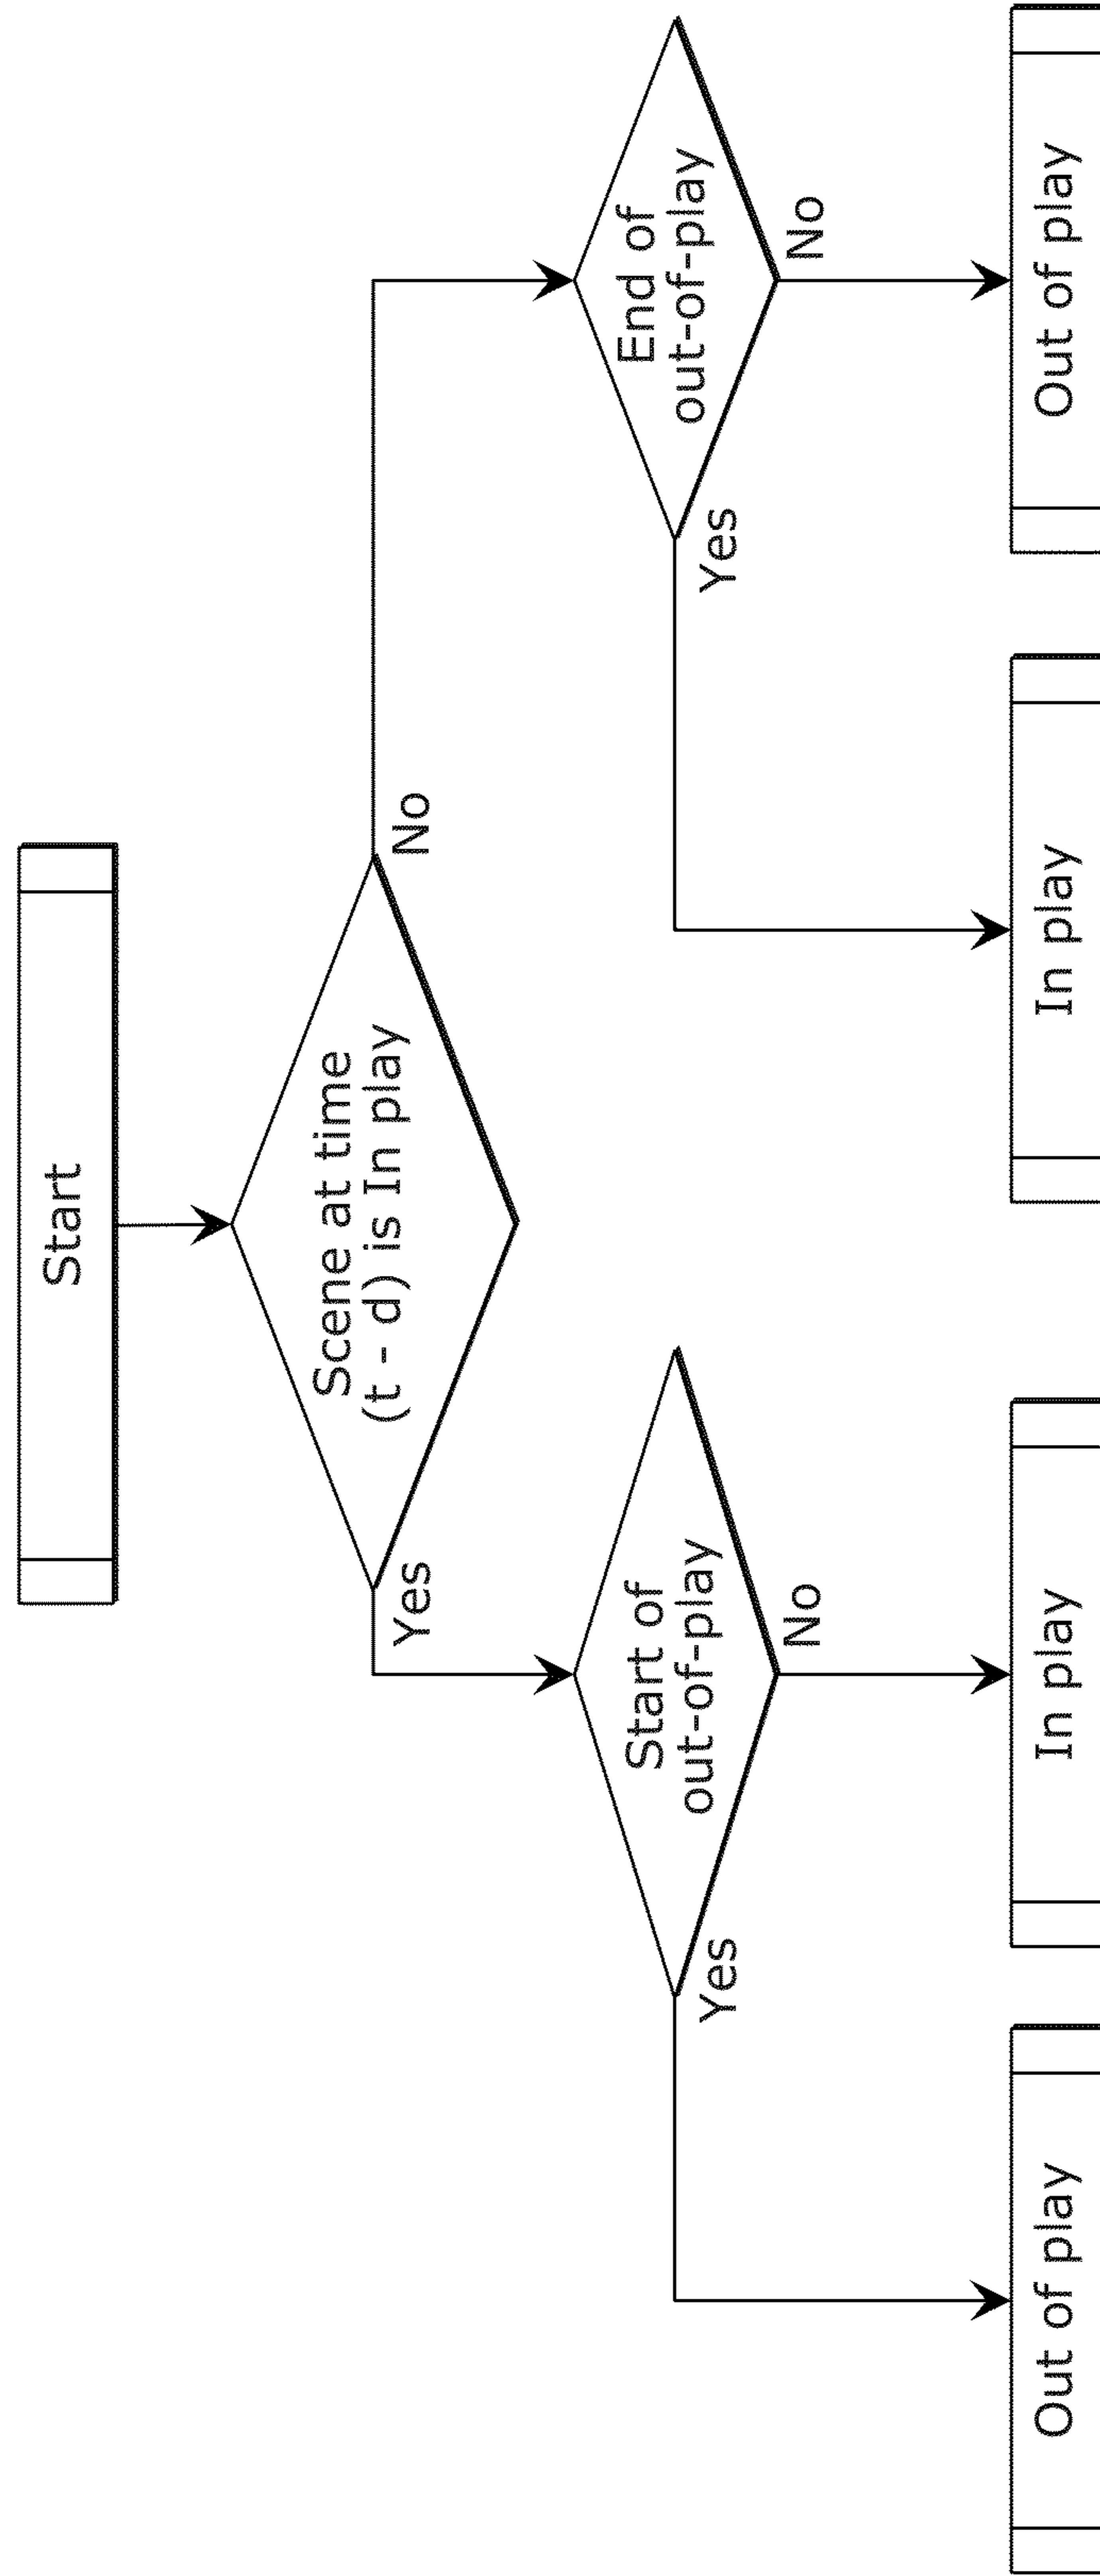 Start
Scene at time
(t - d) is In play
Yes
No
Start of
out-of-play
End of
out-of-play
Yes
No
Yes
No
Out of play
In play
In play
Out of play